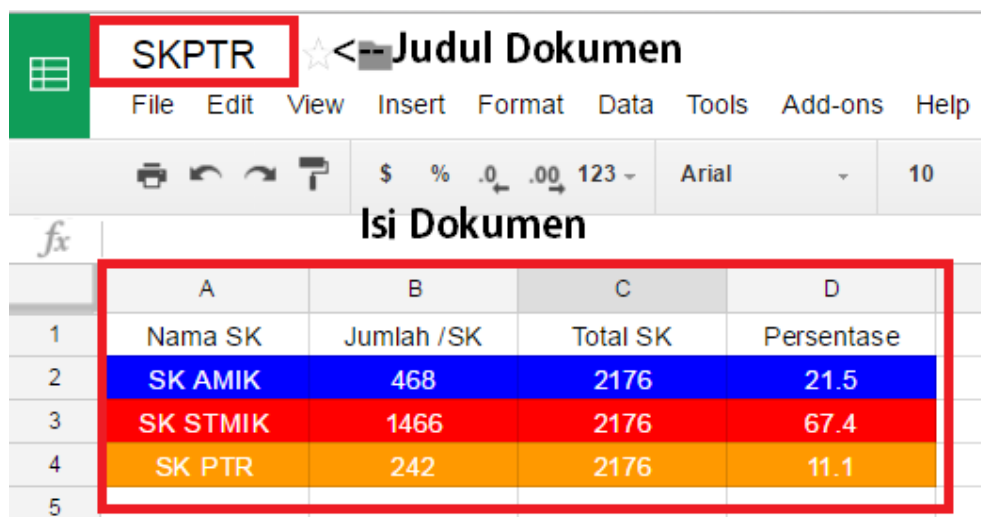 SKPTR <--Judul Dokumen
File Edit View Insert Format Data Tools Add-ons Help
$ % .0 .00 123 Arial 10
Isi Dokumen
fx
A B C D
1 Nama SK Jumlah /SK Total SK Persentase
2 SK AMIK 468 2176 21.5
3 SK STMIK 1466 2176 67.4
4 SK PTR 242 2176 11.1
5